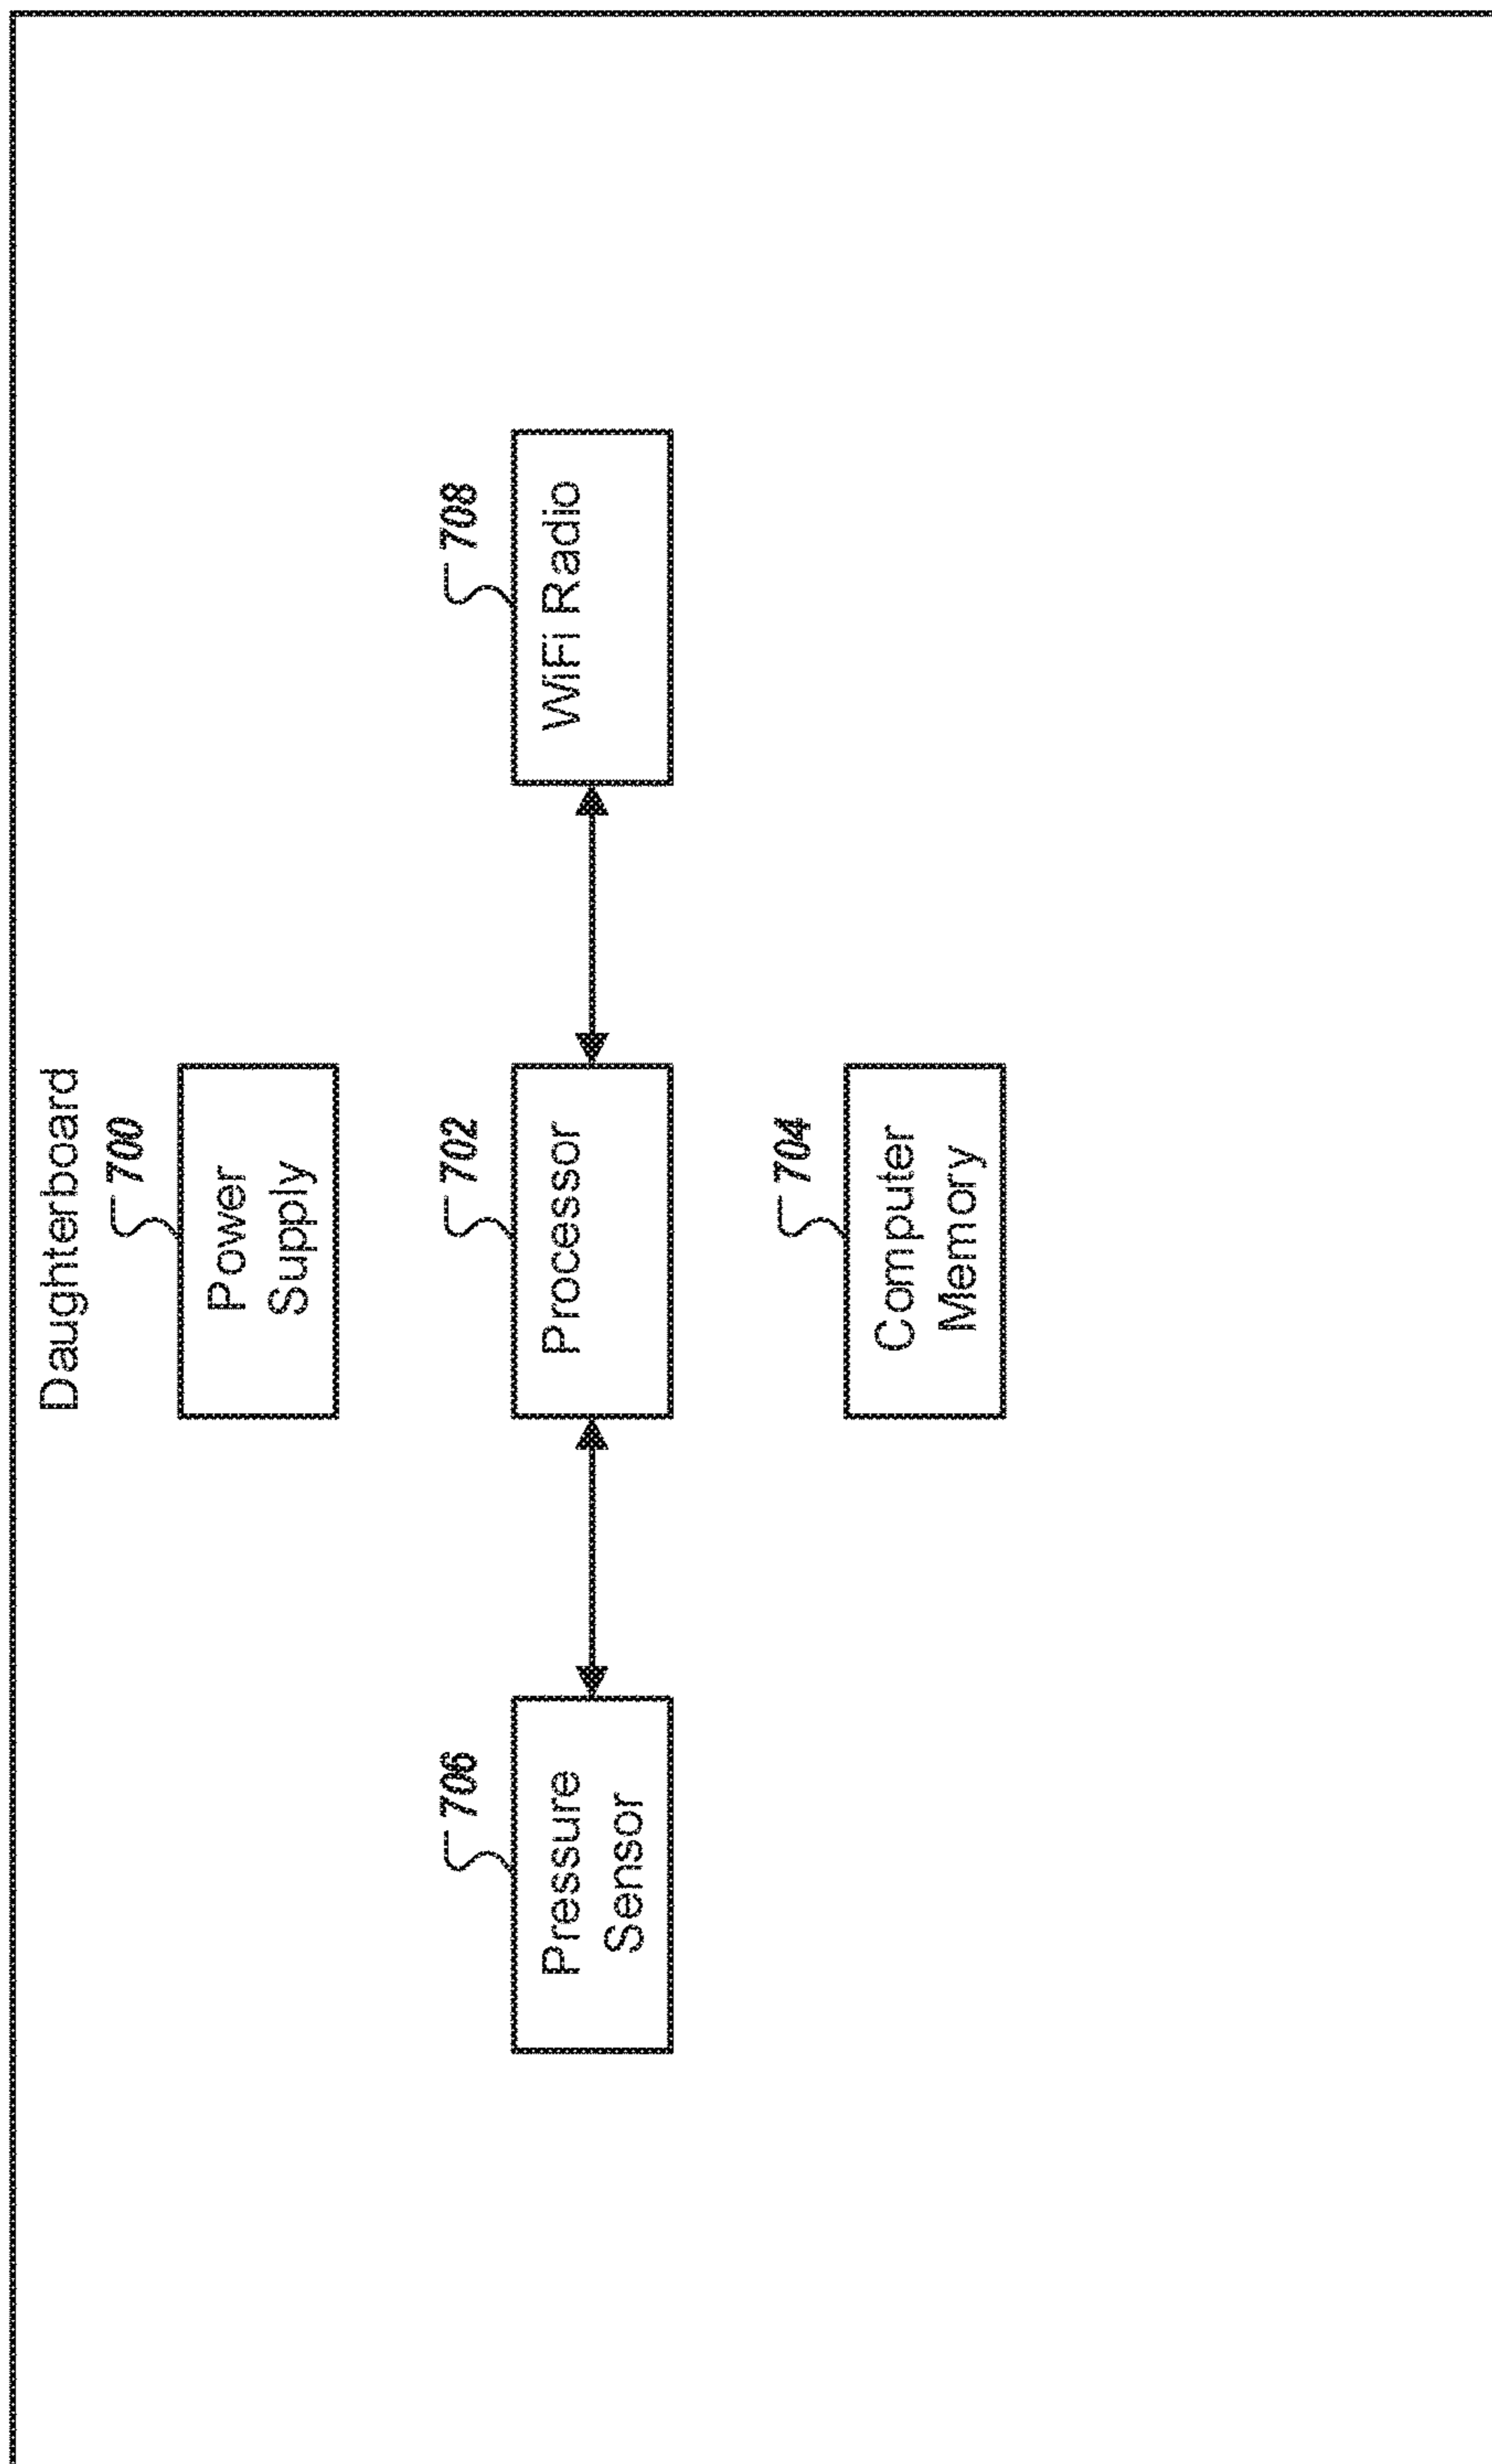 Daughterboard
700
Power
Supply
706
Pressure
Sensor
702
Processor
708
WiFi Radio
704
Computer
Memory